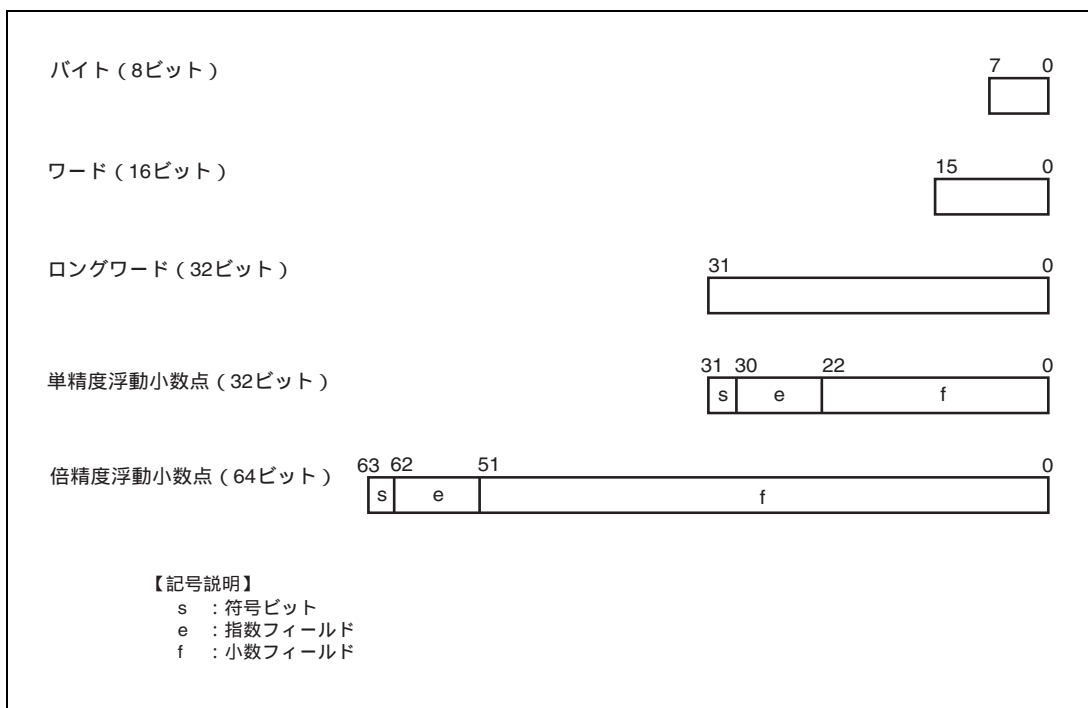 バイト（8ビット）
7 0
ワード（16ビット）
15 0
ロングワード（32ビット）
31 0
単精度浮動小数点（32ビット）
31 30 22 0
s e f
倍精度浮動小数点（64ビット）
63 62 51 0
s e f
【記号説明】
s ：符号ビット
e ：指数フィールド
f ：小数フィールド